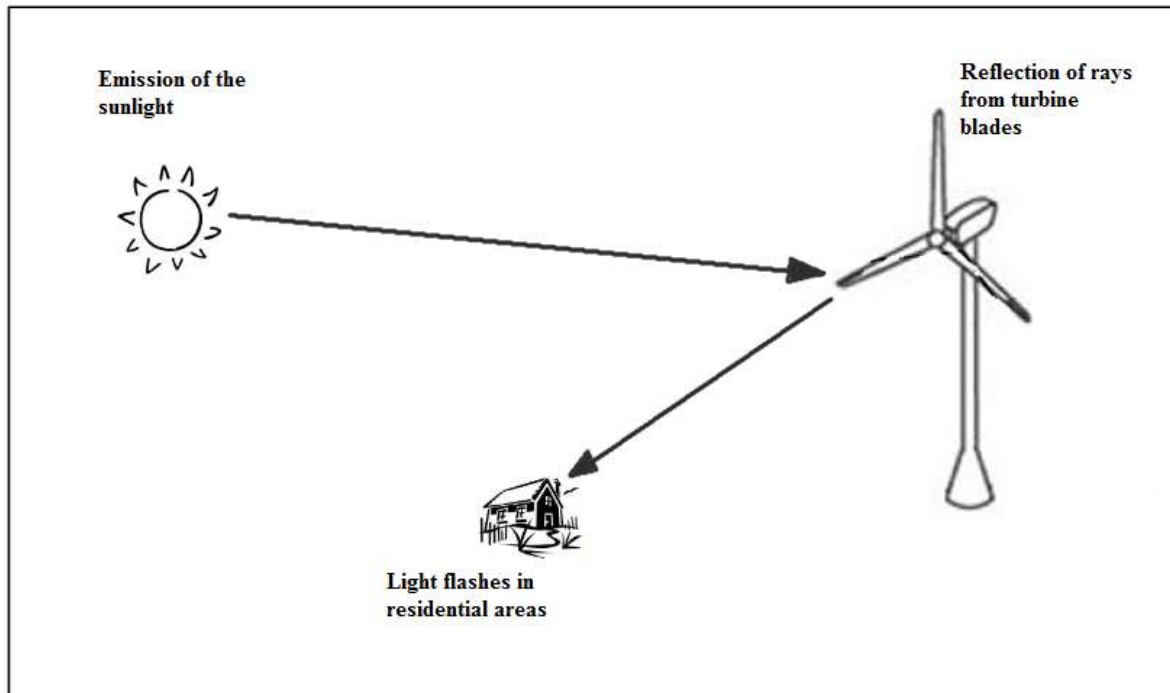 Emission of the
sunlight
Reflection of rays
from turbine
blades
Light flashes in
residential areas